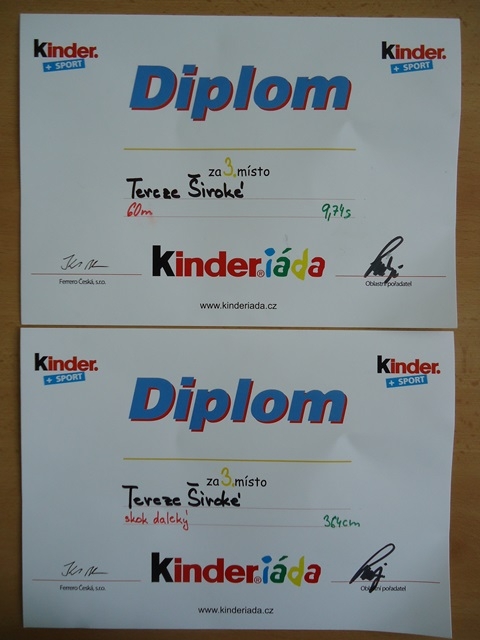 Kinder. Kinder.
+ SPORT + SPORT
Diplom
za 3. místo
Tereze Široké
60m 9,74s
Kinderiáda
Ferrero Česká, s.r.o. Oblastní pořadatel
www.kinderiada.cz
Kinder. Kinder.
+ SPORT + SPORT
Diplom
za 3. místo
Tereze Široké
skok daleký 364cm
Kinderiáda
Ferrero Česká, s.r.o. Oblastní pořadatel
www.kinderiada.cz